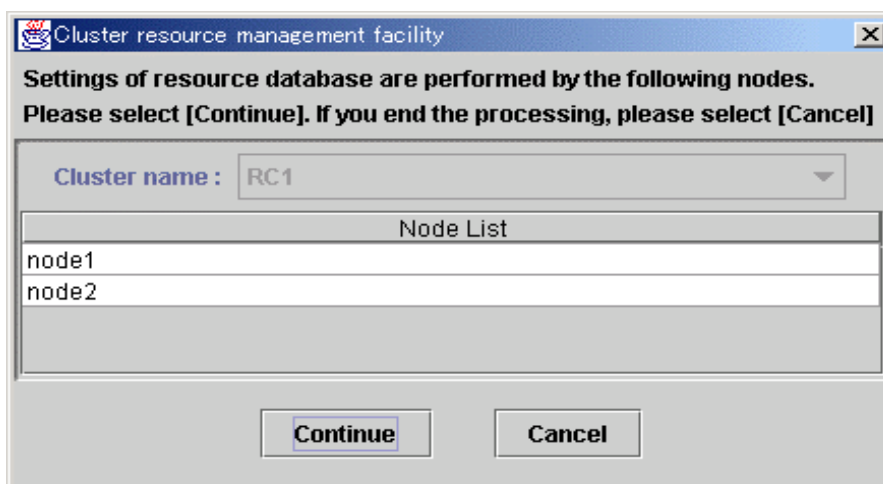 Cluster resource management facility
Settings of resource database are performed by the following nodes.
Please select [Continue]. If you end the processing, please select [Cancel]
Cluster name : RC1
Node List
node1
node2
Continue Cancel